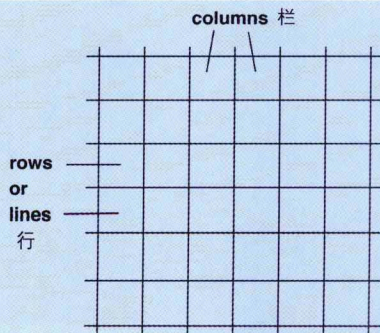 columns 栏
rows
or
lines
行